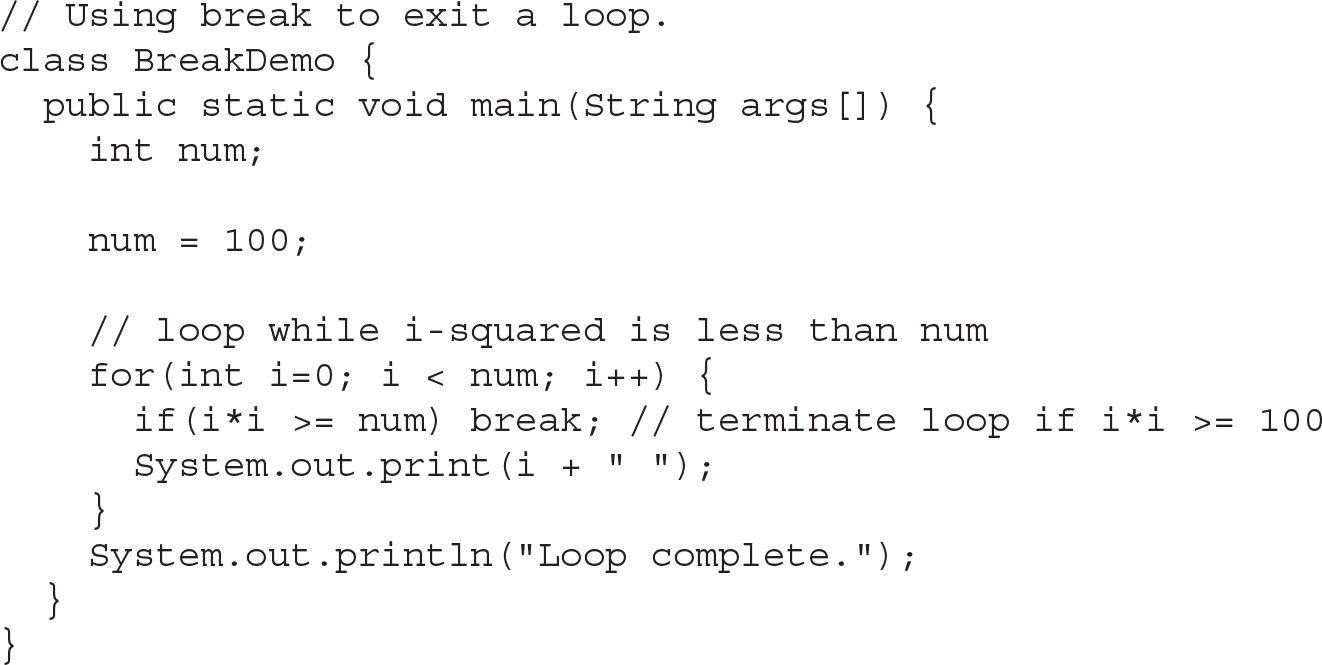 // Using break to exit a loop.
class BreakDemo {
  public static void main(String args[]) {
    int num;

    num = 100;

    // loop while i-squared is less than num
    for(int i=0; i < num; i++) {
      if(i*i >= num) break; // terminate loop if i*i >= 100
      System.out.print(i + " ");
    }
    System.out.println("Loop complete.");
  }
}